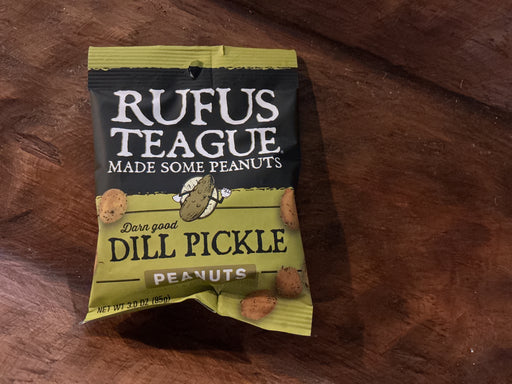 RUFUS
TEAGUE
MADE SOME PEANUTS
Darn good
DILL PICKLE
PEANUTS
NET WT 3.0 OZ (85g)